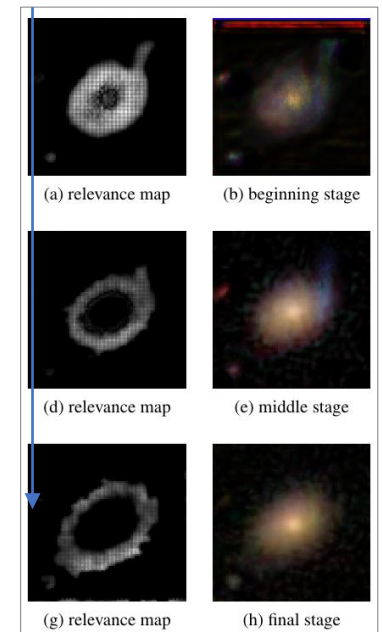 (a) relevance map
(b) beginning stage
(d) relevance map
(e) middle stage
(g) relevance map
(h) final stage